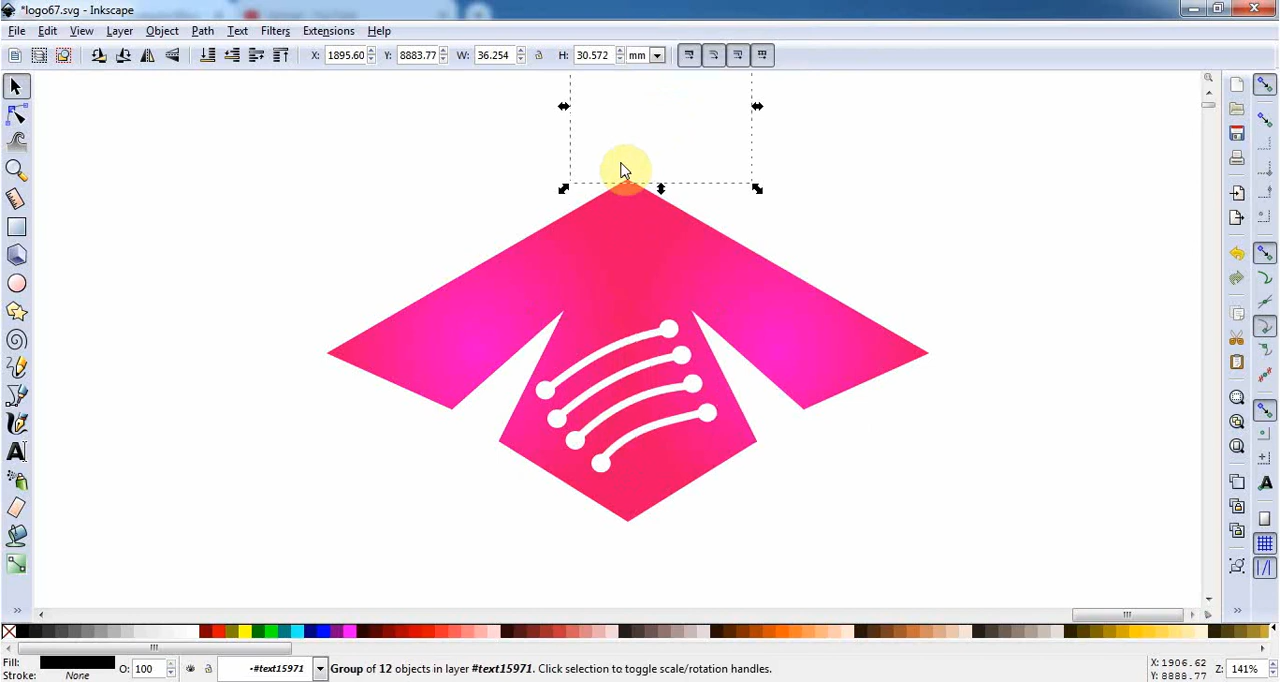 *logo67.svg - Inkscape
File Edit View Layer Object Path Text Filters Extensions Help
X: 1895.60 Y: 8883.77 W: 36.254 H: 30.572 mm
Fill: O: 100 #text15971 Group of 12 objects in layer #text15971. Click selection to toggle scale/rotation handles. X:1906.62 Z: 141%
Stroke: None Y:8888.77